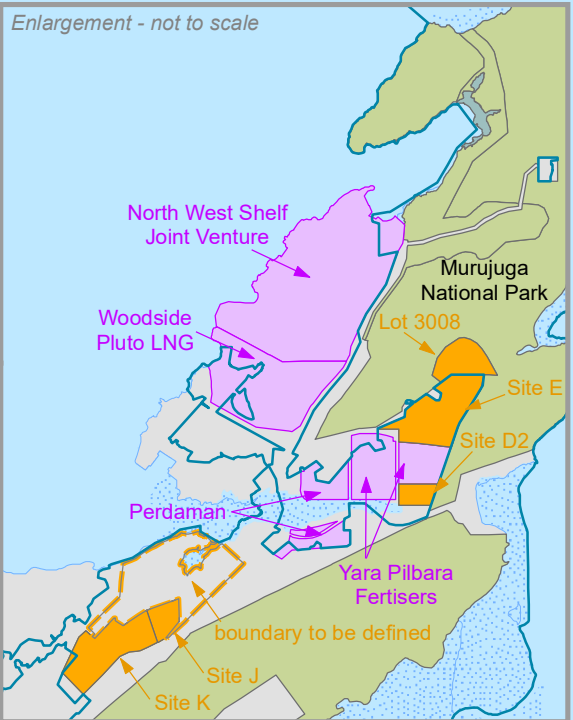 Enlargement - not to scale
North West Shelf
Joint Venture
Murujuga
National Park
Woodside
Pluto LNG
Lot 3008
Site E
Site D2
Perdaman
Yara Pilbara
Fertisers
boundary to be defined
Site J
Site K